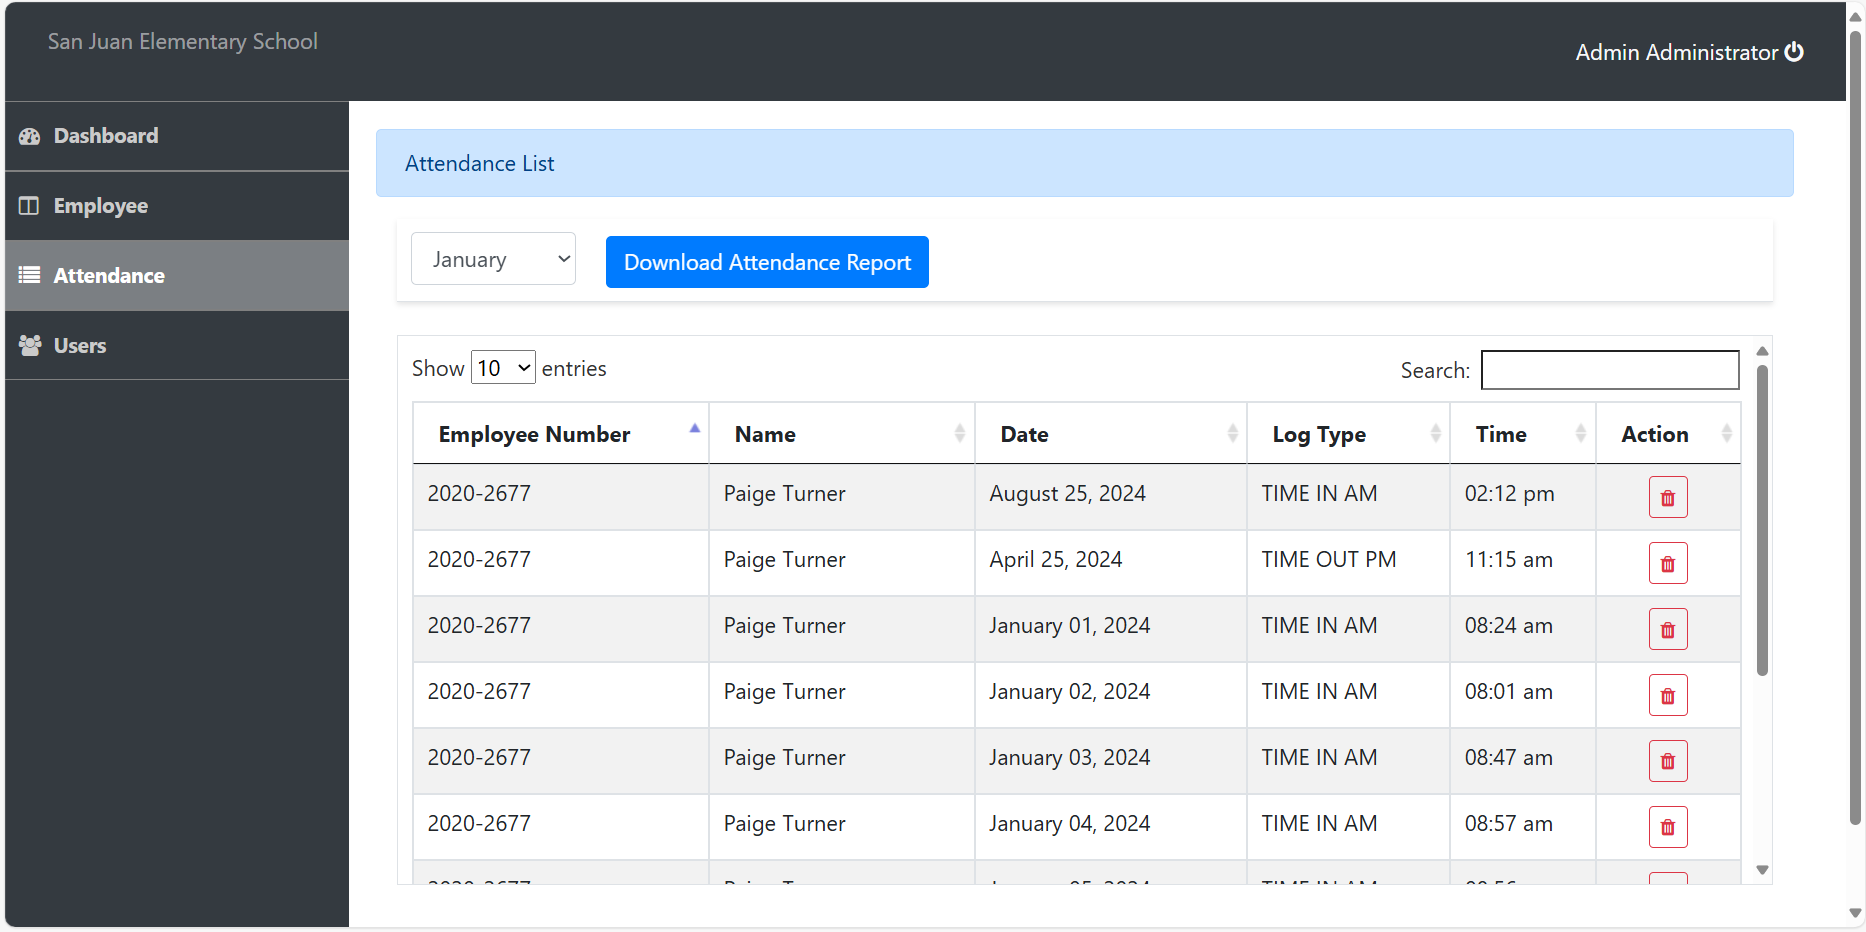 San Juan Elementary School
Admin Administrator
Dashboard
Employee
Attendance
Users
Attendance List
January
Download Attendance Report
Show 10 entries
Search:
Employee Number Name Date Log Type Time Action
2020-2677 Paige Turner August 25, 2024 TIME IN AM 02:12 pm
2020-2677 Paige Turner April 25, 2024 TIME OUT PM 11:15 am
2020-2677 Paige Turner January 01, 2024 TIME IN AM 08:24 am
2020-2677 Paige Turner January 02, 2024 TIME IN AM 08:01 am
2020-2677 Paige Turner January 03, 2024 TIME IN AM 08:47 am
2020-2677 Paige Turner January 04, 2024 TIME IN AM 08:57 am